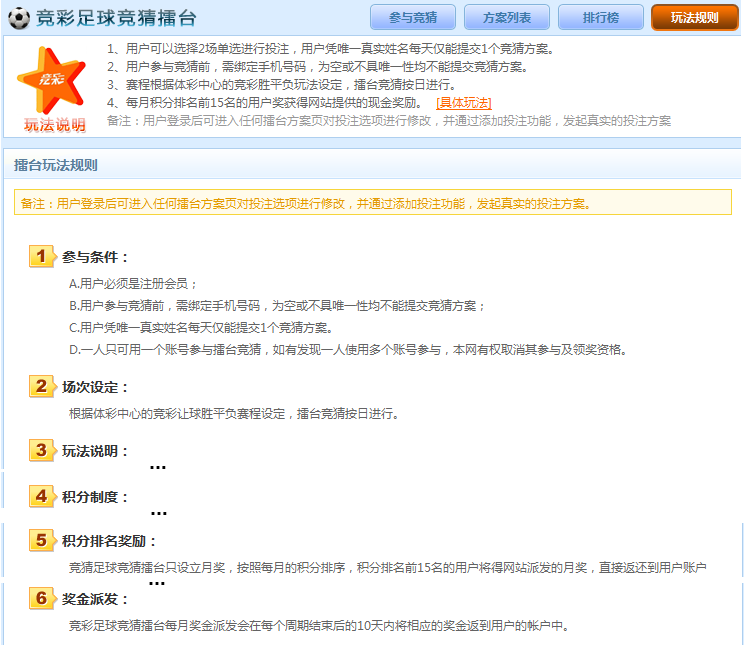 竞彩足球竞猜擂台
参与竞猜 方案列表 排行榜 玩法规则
竞彩
玩法说明
1、用户可以选择2场单选进行投注，用户凭唯一真实姓名每天仅能提交1个竞猜方案。
2、用户参与竞猜前，需绑定手机号码，为空或不具唯一性均不能提交竞猜方案。
3、赛程根据体彩中心的竞彩胜平负玩法设定，擂台竞猜按日进行。
4、每月积分排名前15名的用户奖获得网站提供的现金奖励。 [具体玩法]
备注：用户登录后可进入任何擂台方案页对投注选项进行修改，并通过添加投注功能，发起真实的投注方案
擂台玩法规则
备注：用户登录后可进入任何擂台方案页对投注选项进行修改，并通过添加投注功能，发起真实的投注方案。
1 参与条件：
A.用户必须是注册会员；
B.用户参与竞猜前，需绑定手机号码，为空或不具唯一性均不能提交竞猜方案；
C.用户凭唯一真实姓名每天仅能提交1个竞猜方案。
D.一人只可用一个账号参与擂台竞猜，如有发现一人使用多个账号参与，本网有权取消其参与及领奖资格。
2 场次设定：
根据体彩中心的竞彩让球胜平负赛程设定，擂台竞猜按日进行。
3 玩法说明：
...
4 积分制度：
...
5 积分排名奖励：
竞猜足球竞猜擂台只设立月奖，按照每月的积分排序，积分排名前15名的用户将得网站派发的月奖，直接返还到用户账户
...
6 奖金派发：
竞彩足球竞猜擂台每月奖金派发会在每个周期结束后的10天内将相应的奖金返到用户的帐户中。